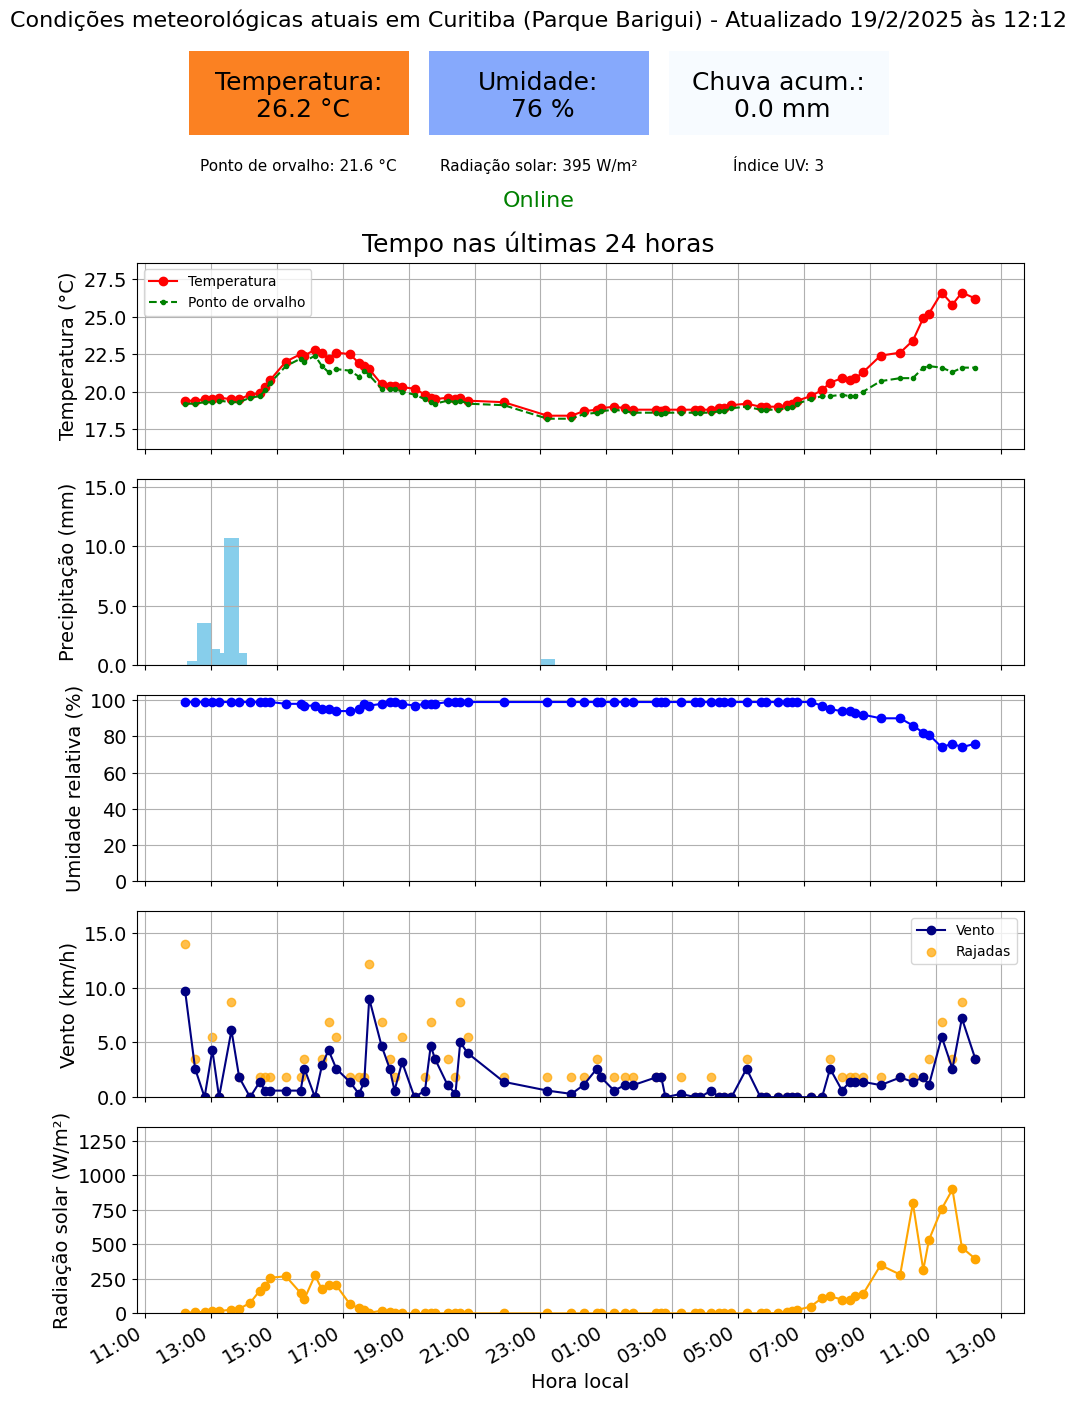 Condições meteorológicas atuais em Curitiba (Parque Barigui) - Atualizado 19/2/2025 às 12:12
Temperatura:
26.2 °C
Umidade:
76 %
Chuva acum.:
0.0 mm
Ponto de orvalho: 21.6 °C
Radiação solar: 395 W/m²
Índice UV: 3
Online
Tempo nas últimas 24 horas
Temperatura (°C)
27.5
25.0
22.5
20.0
17.5
Temperatura
Ponto de orvalho
Precipitação (mm)
15.0
10.0
5.0
0.0
Umidade relativa (%)
100
80
60
40
20
0
Vento (km/h)
15.0
10.0
5.0
0.0
Vento
Rajadas
Radiação solar (W/m²)
1250
1000
750
500
250
0
11:00
13:00
15:00
17:00
19:00
21:00
23:00
01:00
03:00
05:00
07:00
09:00
11:00
13:00
Hora local